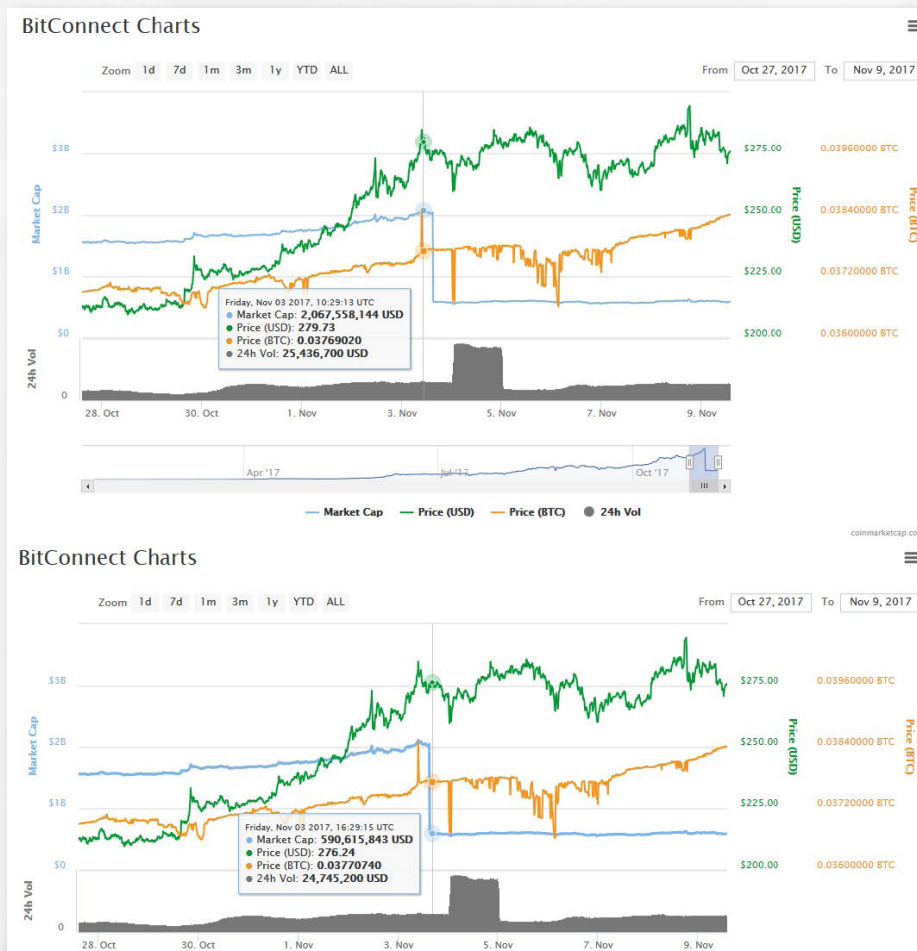 BitConnect Charts
Zoom 1d 7d 1m 3m 1y YTD ALL From Oct 27, 2017 To Nov 9, 2017
$3B $275.00 0.03960000 BTC
$2B $250.00 0.03840000 BTC
Market Cap Price (USD) Price (BTC)
$1B $225.00 0.03720000 BTC
Friday, Nov 03 2017, 10:29:13 UTC
Market Cap: 2,067,558,144 USD
Price (USD): 279.73
Price (BTC): 0.03769020
24h Vol: 25,436,700 USD
$0 $200.00 0.03600000 BTC
24h Vol
0
28. Oct 30. Oct 1. Nov 3. Nov 5. Nov 7. Nov 9. Nov
Apr '17 Jul '17 Oct '17
Market Cap Price (USD) Price (BTC) 24h Vol
coinmarketcap.co
BitConnect Charts
Zoom 1d 7d 1m 3m 1y YTD ALL From Oct 27, 2017 To Nov 9, 2017
$3B $275.00 0.03960000 BTC
$2B $250.00 0.03840000 BTC
Market Cap Price (USD) Price (BTC)
$1B $225.00 0.03720000 BTC
Friday, Nov 03 2017, 16:29:15 UTC
Market Cap: 590,615,843 USD
Price (USD): 276.24
Price (BTC): 0.03770740
24h Vol: 24,745,200 USD
$0 $200.00 0.03600000 BTC
24h Vol
0
28. Oct 30. Oct 1. Nov 3. Nov 5. Nov 7. Nov 9. Nov